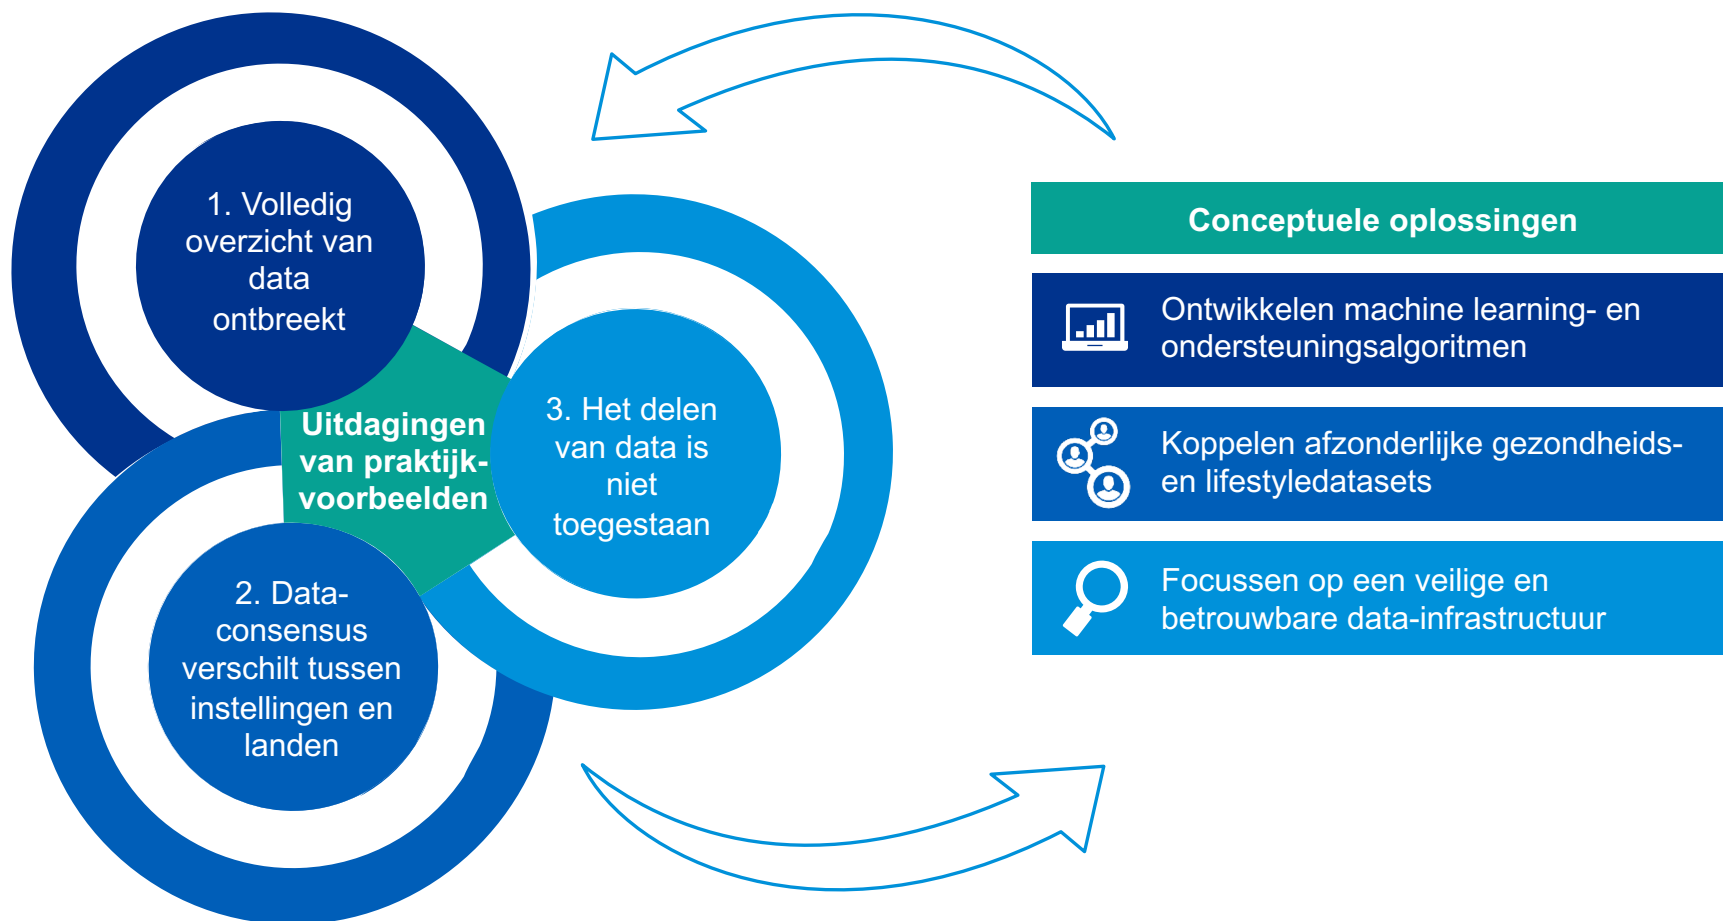 1. Volledig
overzicht van
data
ontbreekt
Uitdagingen
van praktijk-
voorbeelden
3. Het delen
van data is
niet
toegestaan
2. Data-
consensus
verschilt tussen
instellingen en
landen
Conceptuele oplossingen
Ontwikkelen machine learning- en
ondersteuningsalgoritmen
Koppelen afzonderlijke gezondheids-
en lifestyledatasets
Focussen op een veilige en
betrouwbare data-infrastructuur